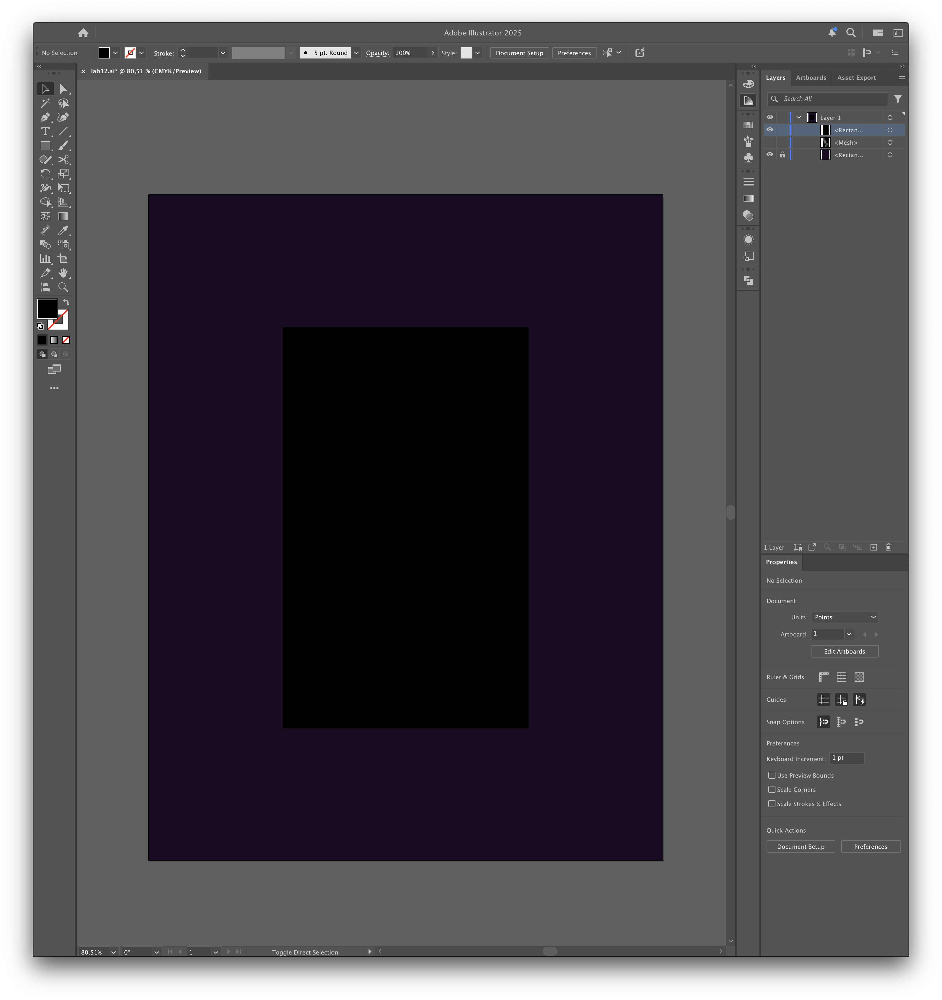 Adobe Illustrator 2025
No Selection
Stroke:
5 pt. Round
Opacity:
100%
Style:
Document Setup
Preferences
lab12.ai* @ 80,51 % (CMYK/Preview)
Layers
Artboards
Asset Export
Search All
Layer 1
<Rectan...
<Mesh>
<Rectan...
1 Layer
Properties
No Selection
Document
Units:
Points
Artboard:
1
Edit Artboards
Ruler & Grids
Guides
Snap Options
Preferences
Keyboard Increment:
1 pt
Use Preview Bounds
Scale Corners
Scale Strokes & Effects
Quick Actions
Document Setup
Preferences
80,51%
0°
1
Toggle Direct Selection